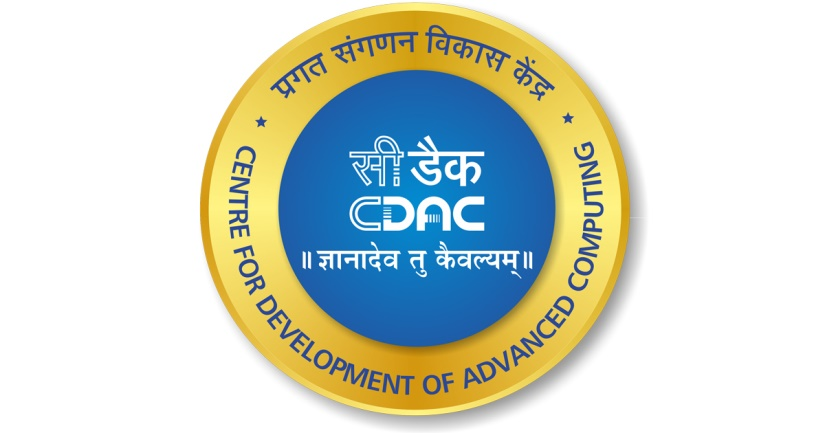 प्रगत संगणन विकास केंद्र
सी डैक
CDAC
॥ ज्ञानादेव तु कैवल्यम् ॥
CENTRE FOR DEVELOPMENT OF ADVANCED COMPUTING